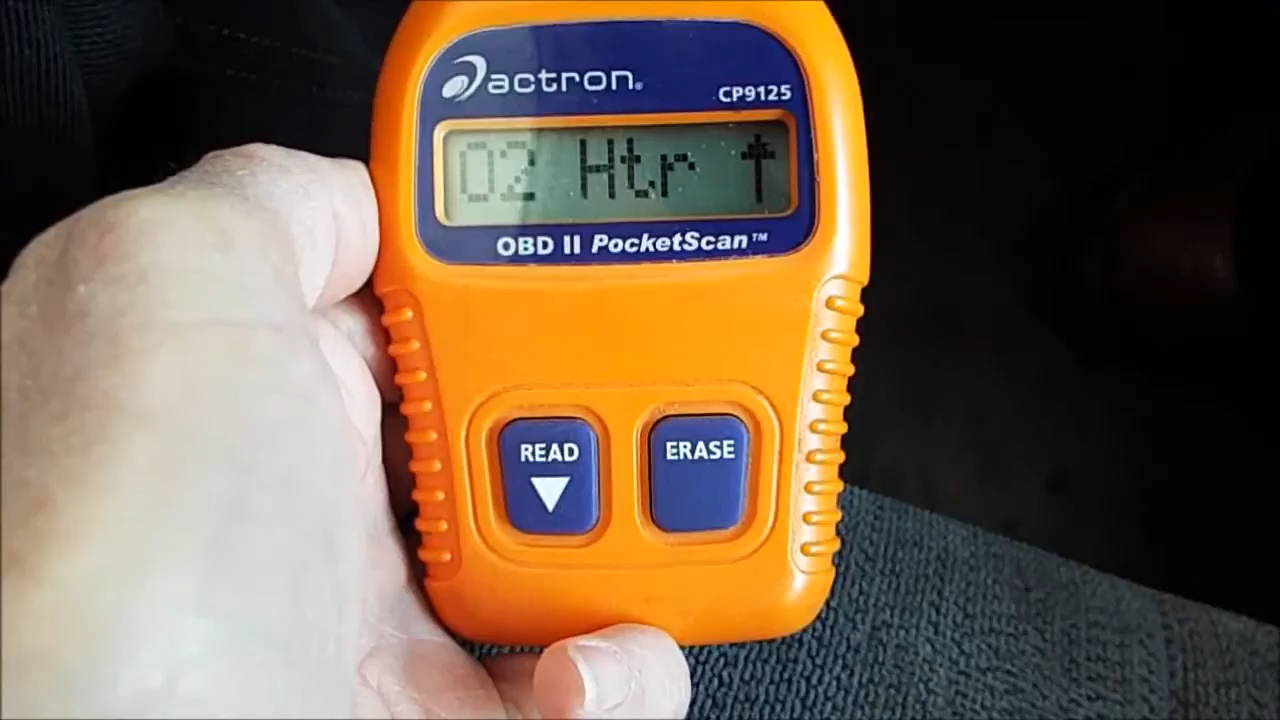 actron®
CP9125
O2 Htr ↑
OBD II PocketScan™
READ
ERASE